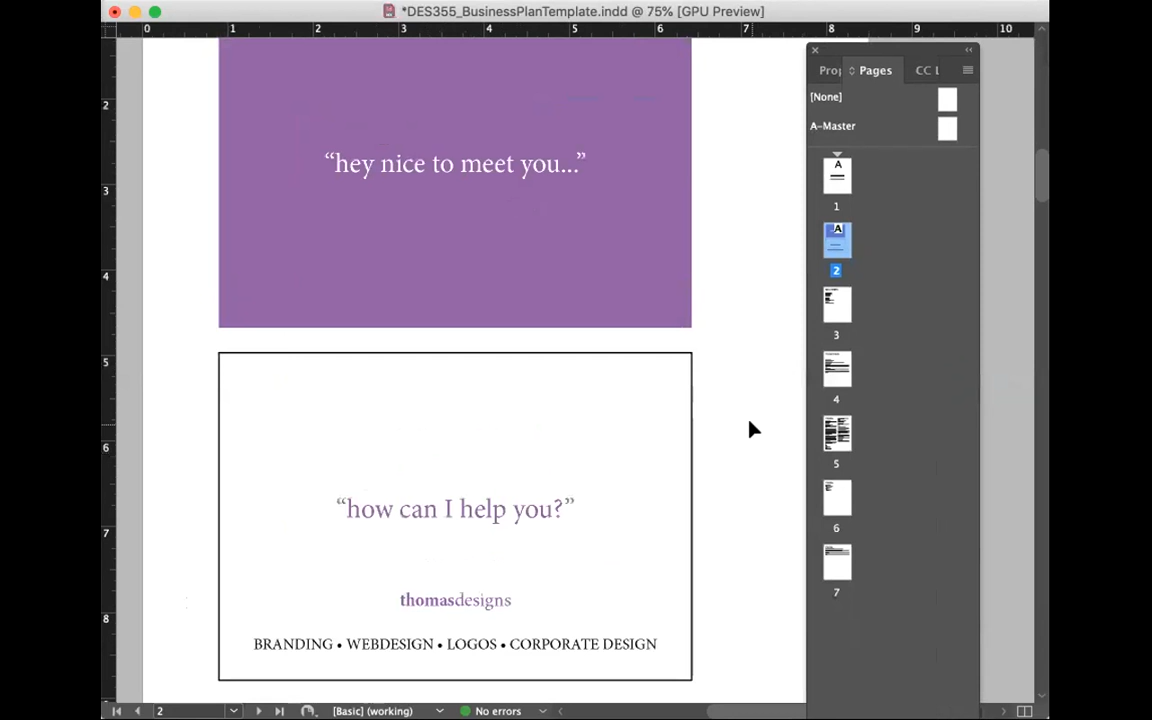 *DES355_BusinessPlanTemplate.indd @ 75% [GPU Preview]
0 1 2 3 4 5 6 7 8 9 10
2
3
4
5
6
7
8
“hey nice to meet you...”
“how can I help you?”
thomasdesigns
BRANDING • WEBDESIGN • LOGOS • CORPORATE DESIGN
Pro Pages CC L
[None]
A-Master
A
1
A
2
3
4
5
6
7
2 [Basic] (working) No errors